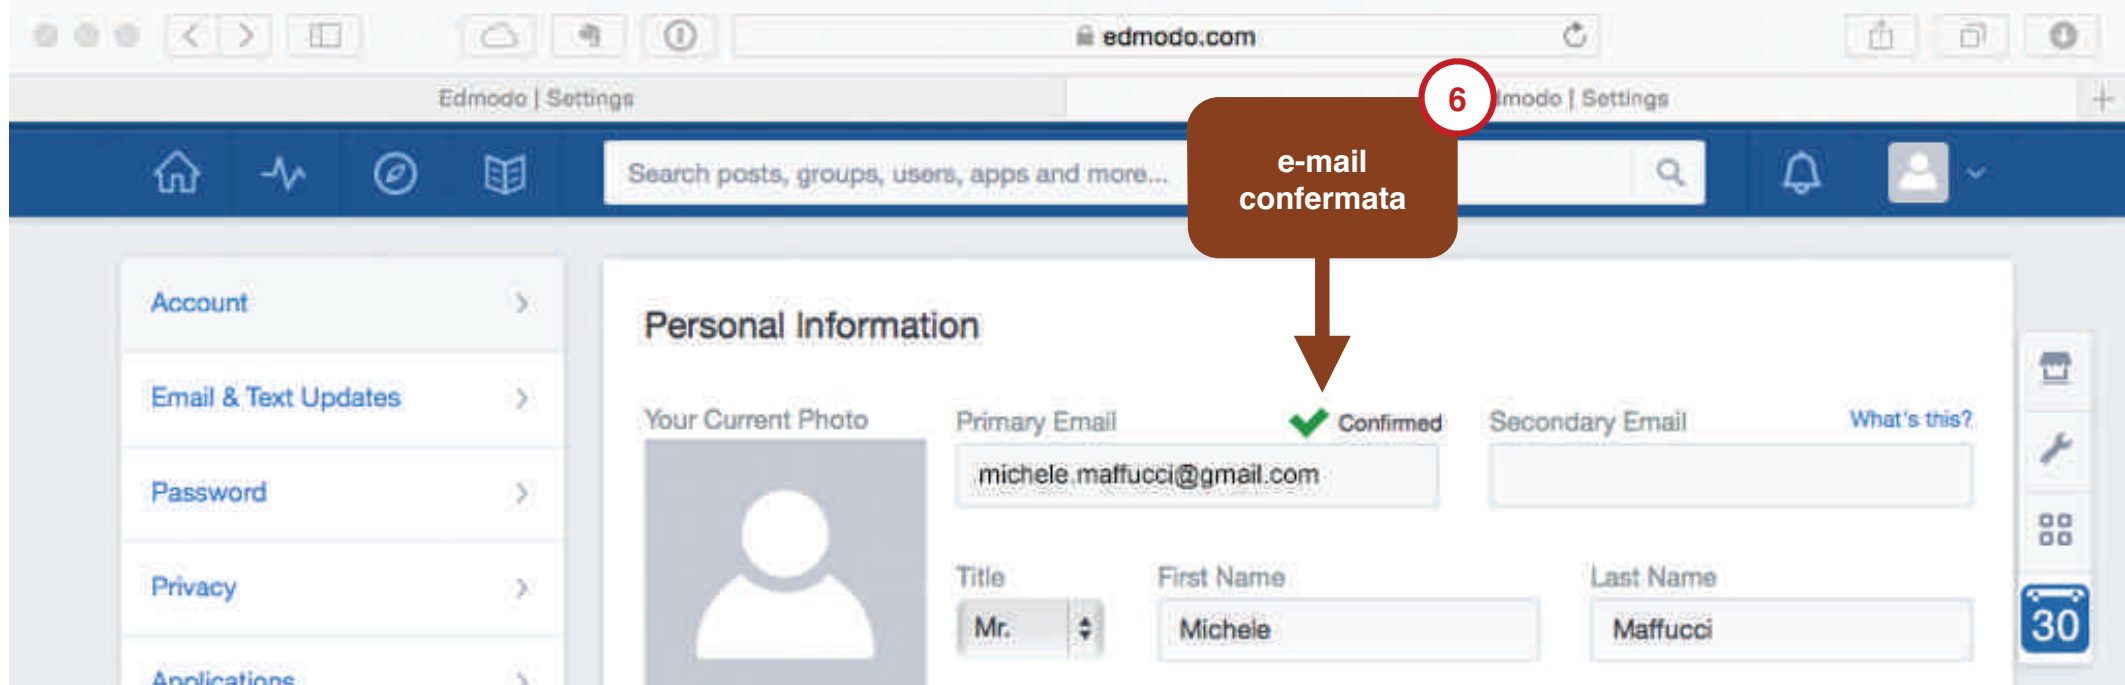 edmodo.com
Edmodo | Settings
dmodo | Settings
6
e-mail
confermata
Search posts, groups, users, apps and more...
Account
Email & Text Updates
Password
Privacy
Applications
Personal Information
Your Current Photo
Primary Email
Confirmed
Secondary Email
What's this?
michele.maffucci@gmail.com
Title
First Name
Last Name
Mr.
Michele
Maffucci
30